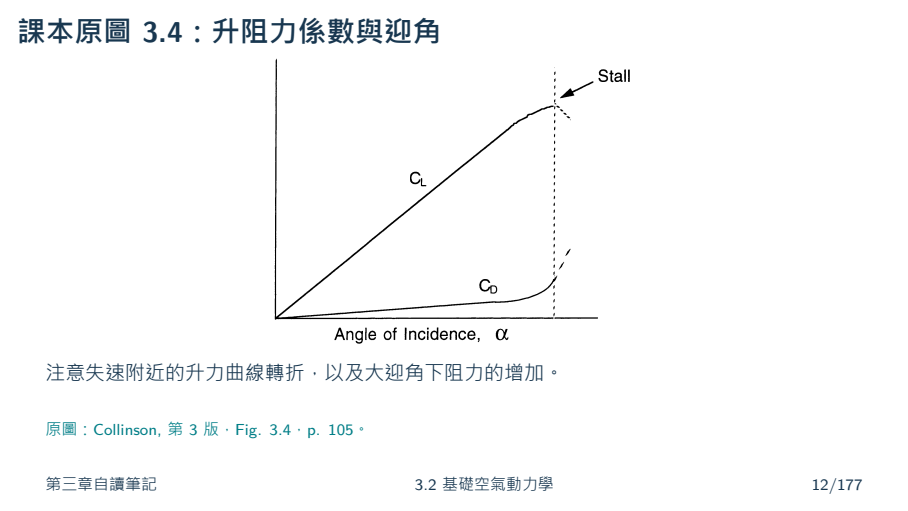 課本原圖 3.4：升阻力係數與迎角
Stall
CL
CD
Angle of Incidence, α
注意失速附近的升力曲線轉折，以及大迎角下阻力的增加。
原圖：Collinson, 第 3 版，Fig. 3.4，p. 105。
第三章自讀筆記
3.2 基礎空氣動力學
12/177